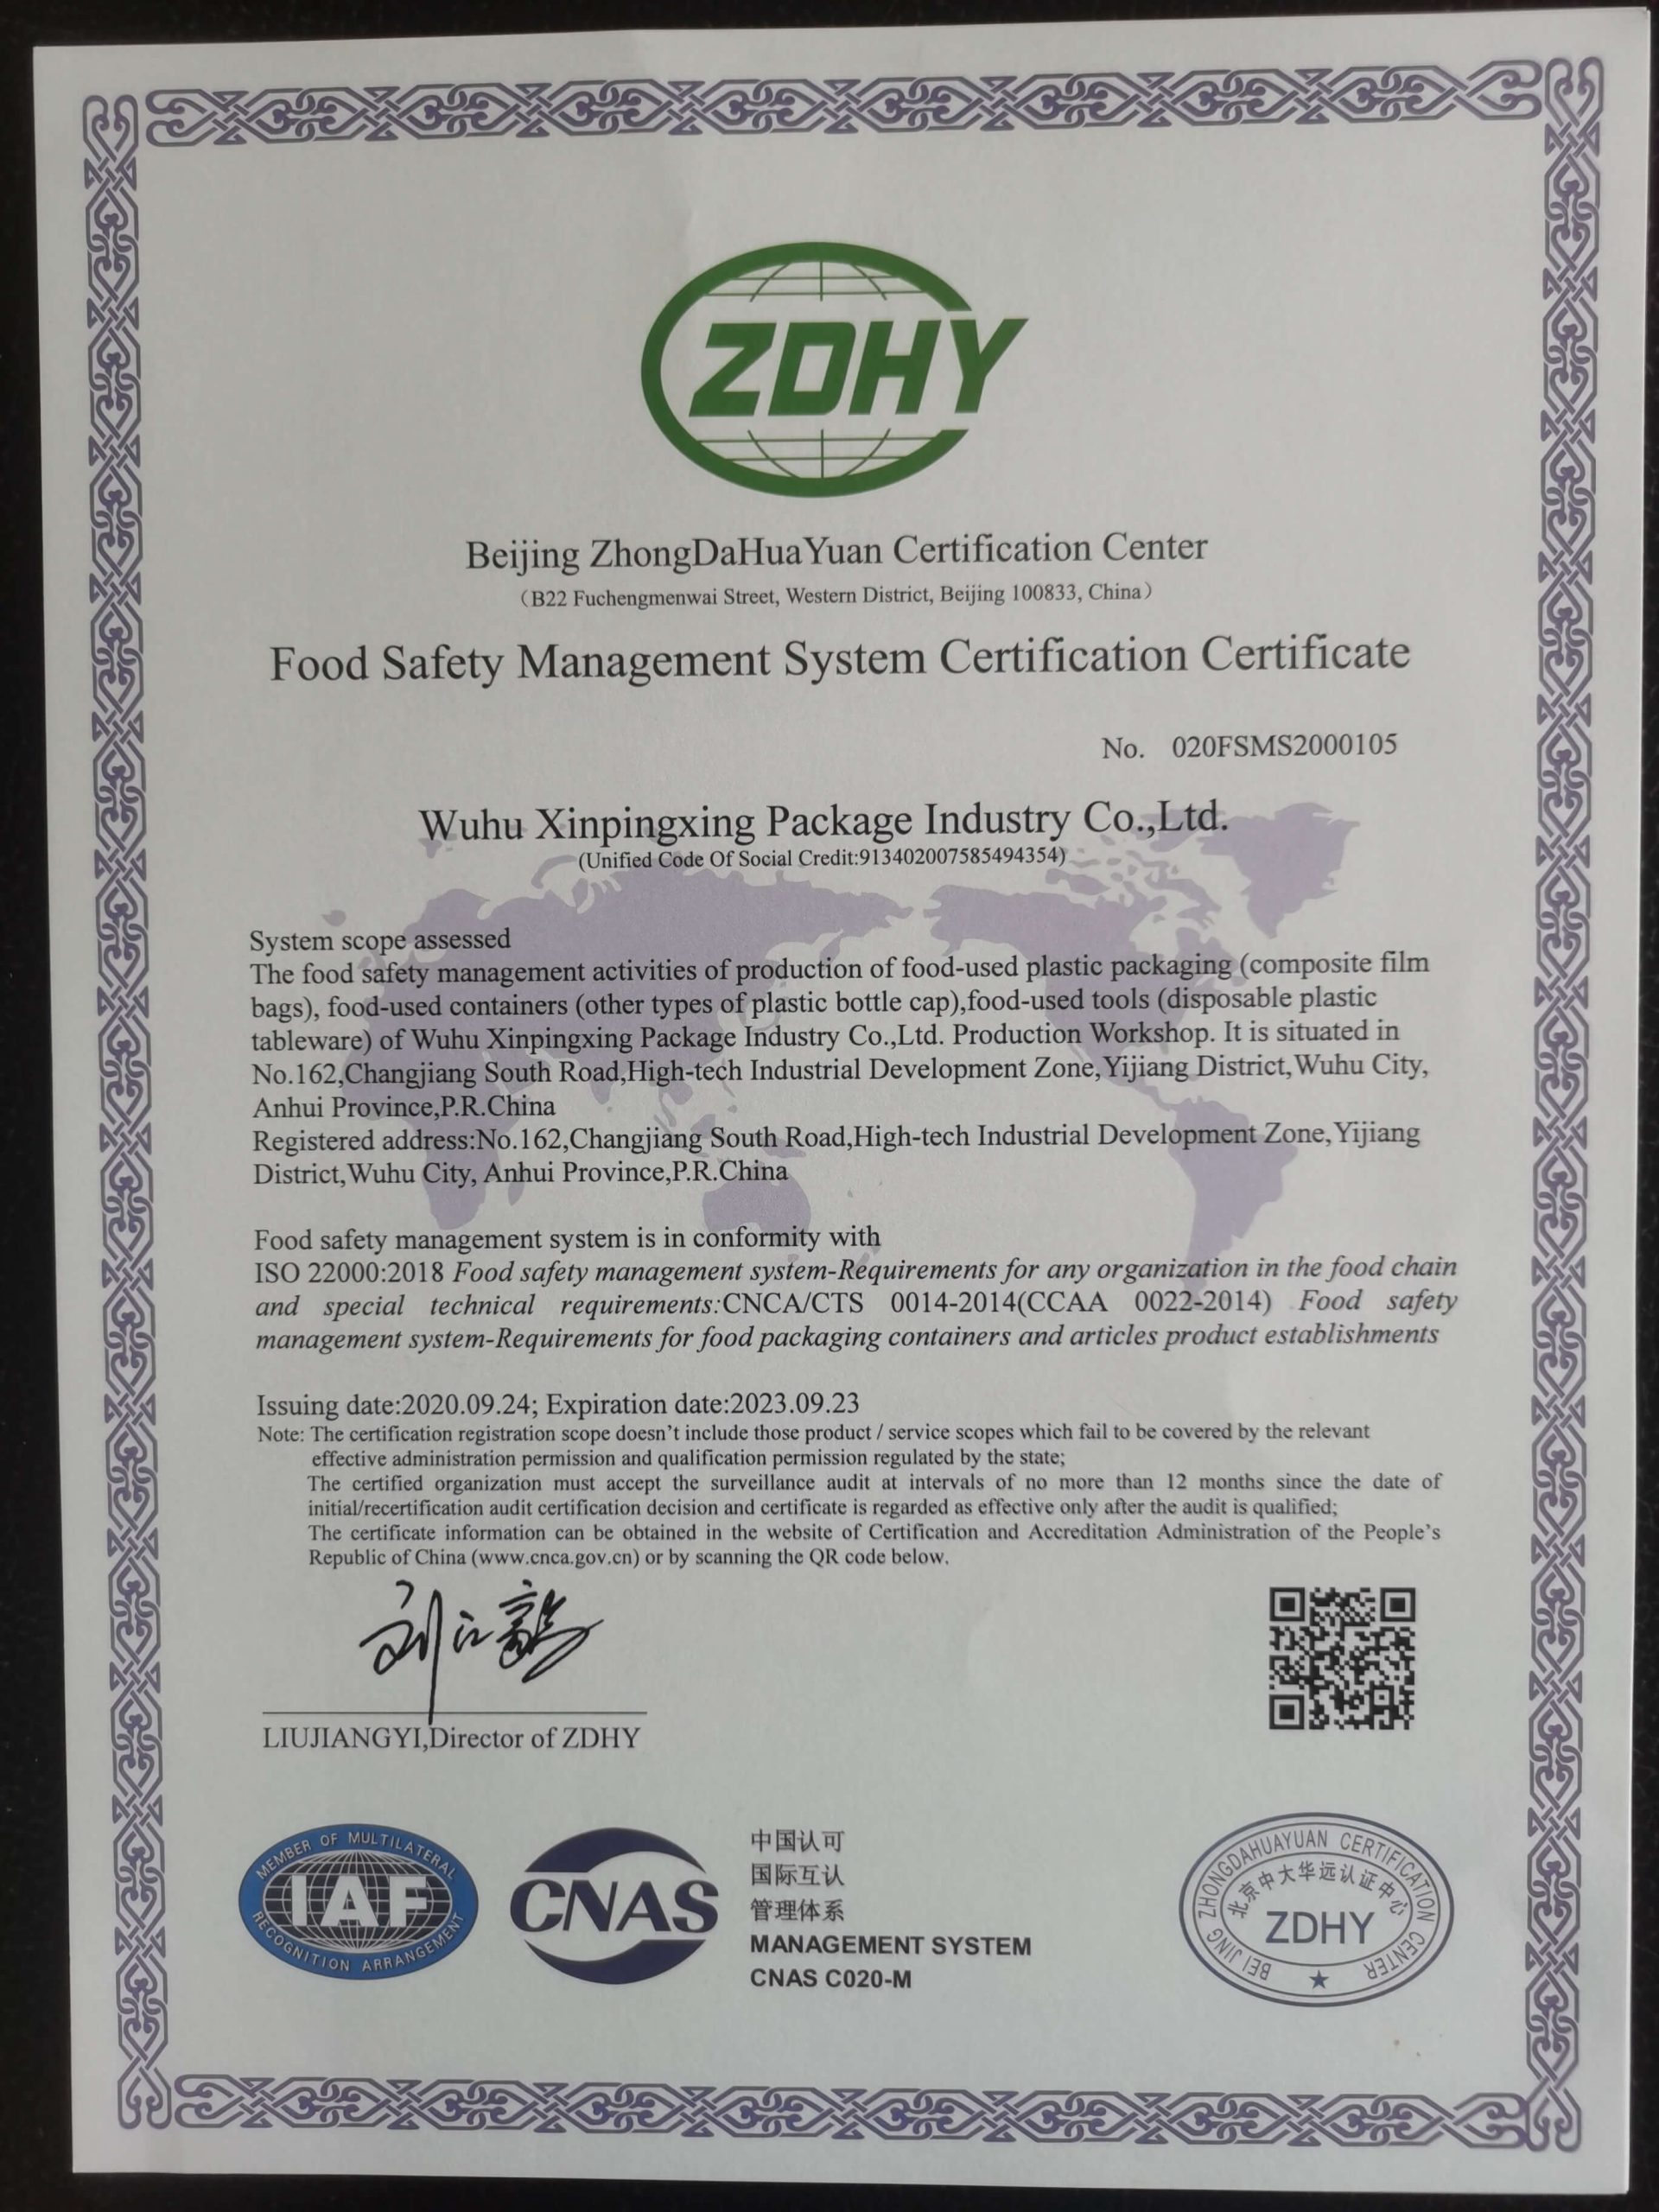 ZDHY
Beijing ZhongDaHuaYuan Certification Center
（B22 Fuchengmenwai Street, Western District, Beijing 100833, China）
Food Safety Management System Certification Certificate
No. 020FSMS2000105
Wuhu Xinpingxing Package Industry Co.,Ltd.
(Unified Code Of Social Credit:913402007585494354)
System scope assessed
The food safety management activities of production of food-used plastic packaging (composite film
bags), food-used containers (other types of plastic bottle cap),food-used tools (disposable plastic
tableware) of Wuhu Xinpingxing Package Industry Co.,Ltd. Production Workshop. It is situated in
No.162,Changjiang South Road,High-tech Industrial Development Zone,Yijiang District,Wuhu City,
Anhui Province,P.R.China
Registered address:No.162,Changjiang South Road,High-tech Industrial Development Zone,Yijiang
District,Wuhu City, Anhui Province,P.R.China
Food safety management system is in conformity with
ISO 22000:2018 Food safety management system-Requirements for any organization in the food chain
and special technical requirements:CNCA/CTS 0014-2014(CCAA 0022-2014) Food safety
management system-Requirements for food packaging containers and articles product establishments
Issuing date:2020.09.24; Expiration date:2023.09.23
Note: The certification registration scope doesn't include those product / service scopes which fail to be covered by the relevant
effective administration permission and qualification permission regulated by the state;
The certified organization must accept the surveillance audit at intervals of no more than 12 months since the date of
initial/recertification audit certification decision and certificate is regarded as effective only after the audit is qualified;
The certificate information can be obtained in the website of Certification and Accreditation Administration of the People's
Republic of China (www.cnca.gov.cn) or by scanning the QR code below.
LIUJIANGYI,Director of ZDHY
MEMBER OF MULTILATERAL
IAF
RECOGNITION ARRANGEMENT
CNAS
中国认可
国际互认
管理体系
MANAGEMENT SYSTEM
CNAS C020-M
BEI JING ZHONGDAHUAYUAN CERTIFICATION CENTER
北京中大华远认证中心
ZDHY